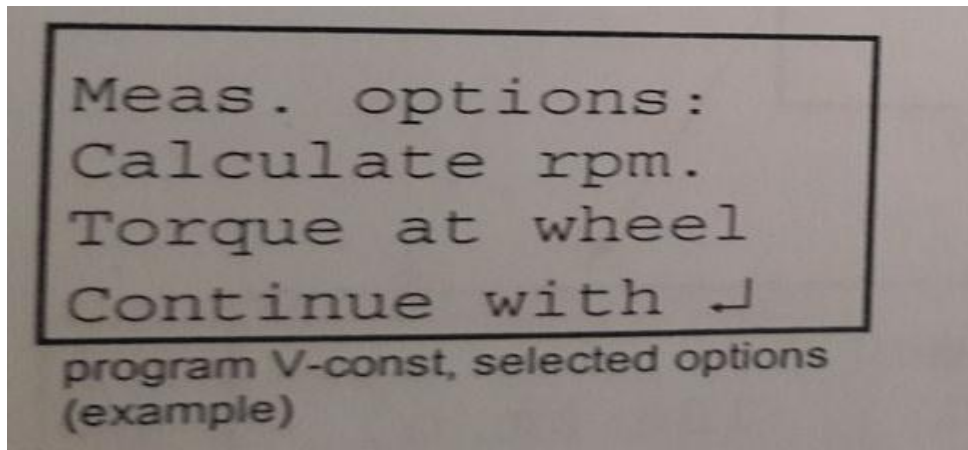 Meas. options:
Calculate rpm.
Torque at wheel
Continue with ↵
program V-const, selected options
(example)